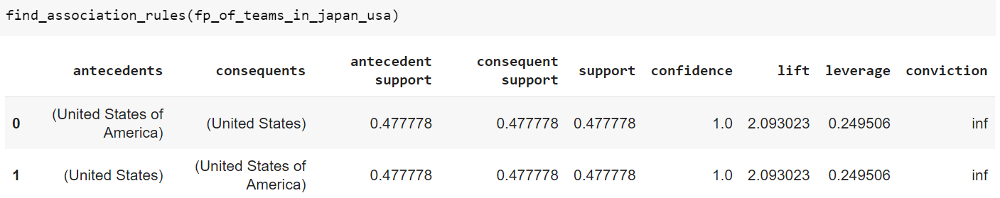 find_association_rules(fp_of_teams_in_japan_usa)
antecedents consequents antecedent support consequent support support confidence lift leverage conviction
0 (United States of America) (United States) 0.477778 0.477778 0.477778 1.0 2.093023 0.249506 inf
1 (United States) (United States of America) 0.477778 0.477778 0.477778 1.0 2.093023 0.249506 inf